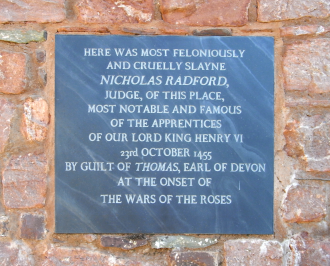 HERE WAS MOST FELONIOUSLY
AND CRUELLY SLAYNE
NICHOLAS RADFORD,
JUDGE, OF THIS PLACE,
MOST NOTABLE AND FAMOUS
OF THE APPRENTICES
OF OUR LORD KING HENRY VI
23rd OCTOBER 1455
BY GUILT OF THOMAS, EARL OF DEVON
AT THE ONSET OF
THE WARS OF THE ROSES